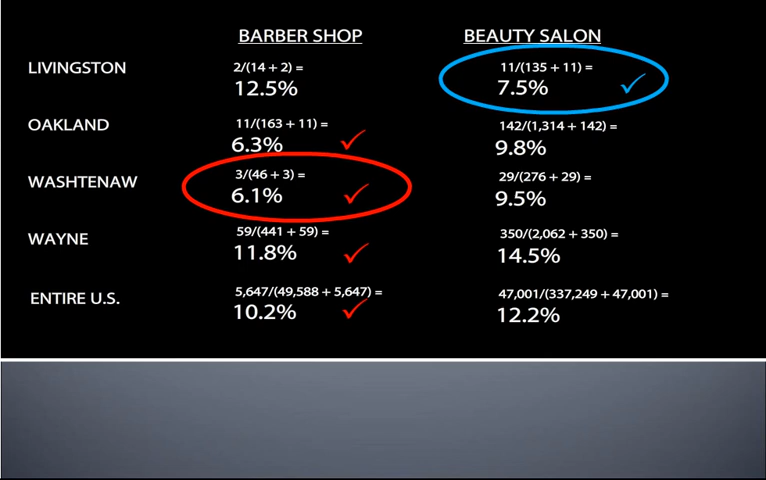 BARBER SHOP BEAUTY SALON
LIVINGSTON 2/(14 + 2) = 11/(135 + 11) =
12.5% 7.5%
OAKLAND 11/(163 + 11) = 142/(1,314 + 142) =
6.3% 9.8%
WASHTENAW 3/(46 + 3) = 29/(276 + 29) =
6.1% 9.5%
WAYNE 59/(441 + 59) = 350/(2,062 + 350) =
11.8% 14.5%
ENTIRE U.S. 5,647/(49,588 + 5,647) = 47,001/(337,249 + 47,001) =
10.2% 12.2%